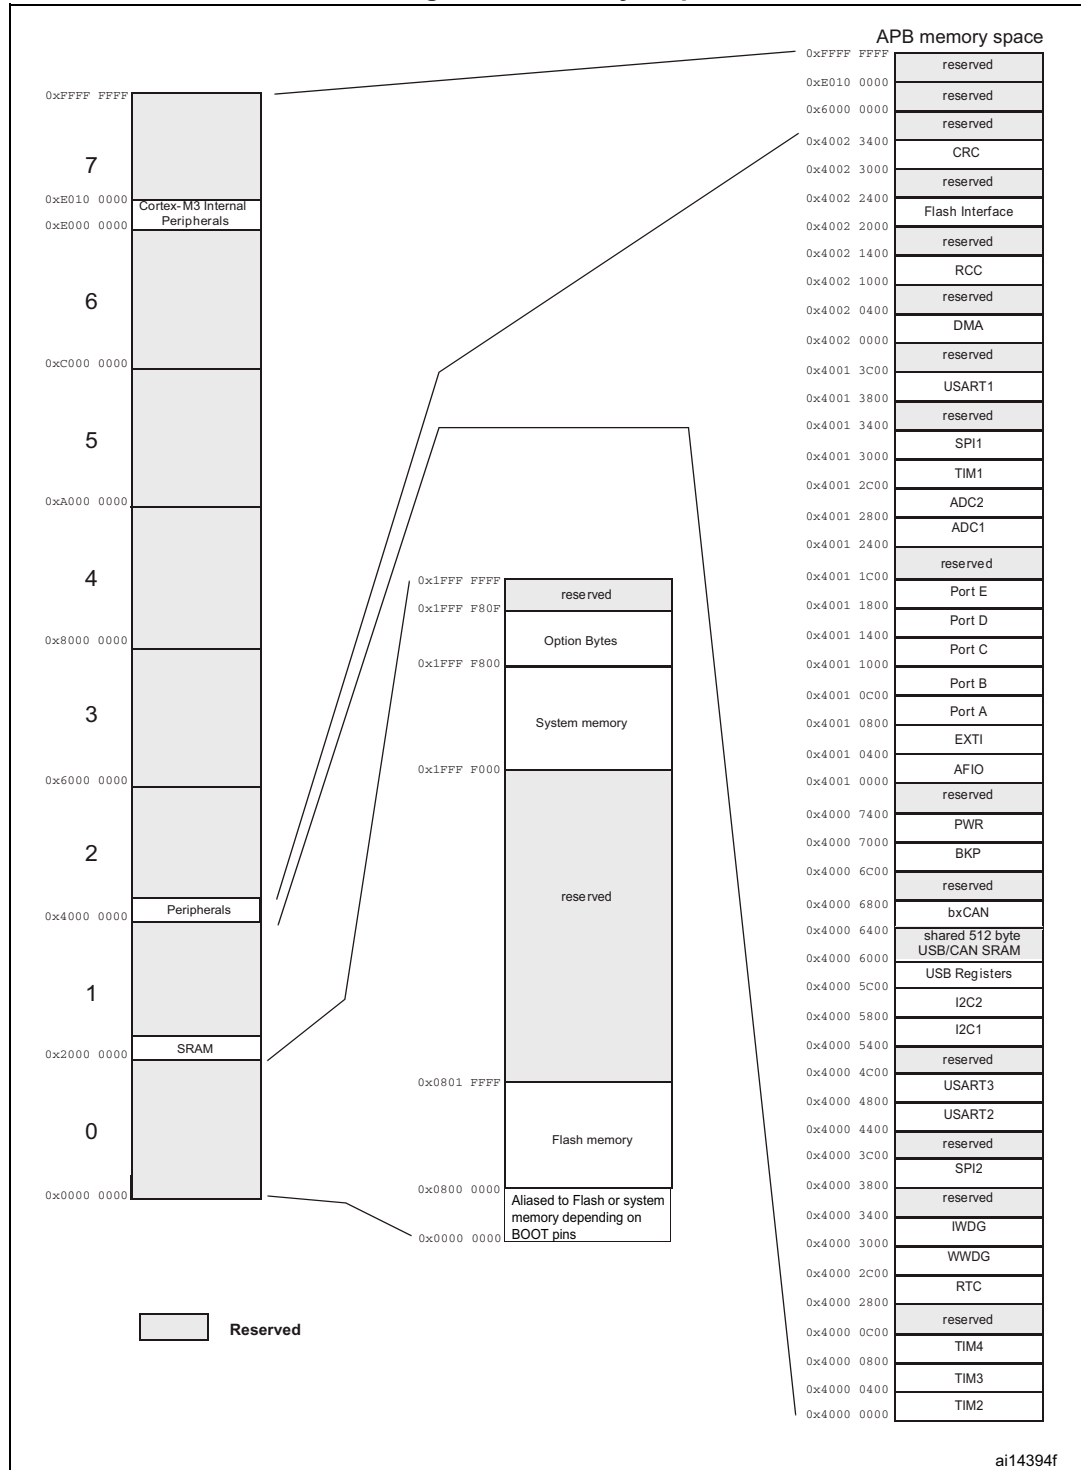 APB memory space
0xFFFF FFFF
reserved
0xE010 0000
reserved
0x6000 0000
reserved
0x4002 3400
CRC
0x4002 3000
reserved
0x4002 2400
Flash Interface
0x4002 2000
reserved
0x4002 1400
RCC
0x4002 1000
reserved
0x4002 0400
DMA
0x4002 0000
reserved
0x4001 3C00
USART1
0x4001 3800
reserved
0x4001 3400
SPI1
0x4001 3000
TIM1
0x4001 2C00
ADC2
0x4001 2800
ADC1
0x4001 2400
reserved
0x4001 1C00
Port E
0x4001 1800
Port D
0x4001 1400
Port C
0x4001 1000
Port B
0x4001 0C00
Port A
0x4001 0800
EXTI
0x4001 0400
AFIO
0x4001 0000
reserved
0x4000 7400
PWR
0x4000 7000
BKP
0x4000 6C00
reserved
0x4000 6800
bxCAN
0x4000 6400
shared 512 byte
USB/CAN SRAM
0x4000 6000
USB Registers
0x4000 5C00
I2C2
0x4000 5800
I2C1
0x4000 5400
reserved
0x4000 4C00
USART3
0x4000 4800
USART2
0x4000 4400
reserved
0x4000 3C00
SPI2
0x4000 3800
reserved
0x4000 3400
IWDG
0x4000 3000
WWDG
0x4000 2C00
RTC
0x4000 2800
reserved
0x4000 0C00
TIM4
0x4000 0800
TIM3
0x4000 0400
TIM2
0x4000 0000
0xFFFF FFFF
7
0xE010 0000
Cortex-M3 Internal
Peripherals
0xE000 0000
6
0xC000 0000
5
0xA000 0000
4
0x8000 0000
3
0x6000 0000
2
Peripherals
0x4000 0000
1
SRAM
0x2000 0000
0
0x0000 0000
0x1FFF FFFF
reserved
0x1FFF F80F
Option Bytes
0x1FFF F800
System memory
0x1FFF F000
reserved
0x0801 FFFF
Flash memory
0x0800 0000
Aliased to Flash or system
memory depending on
BOOT pins
0x0000 0000
Reserved
ai14394f